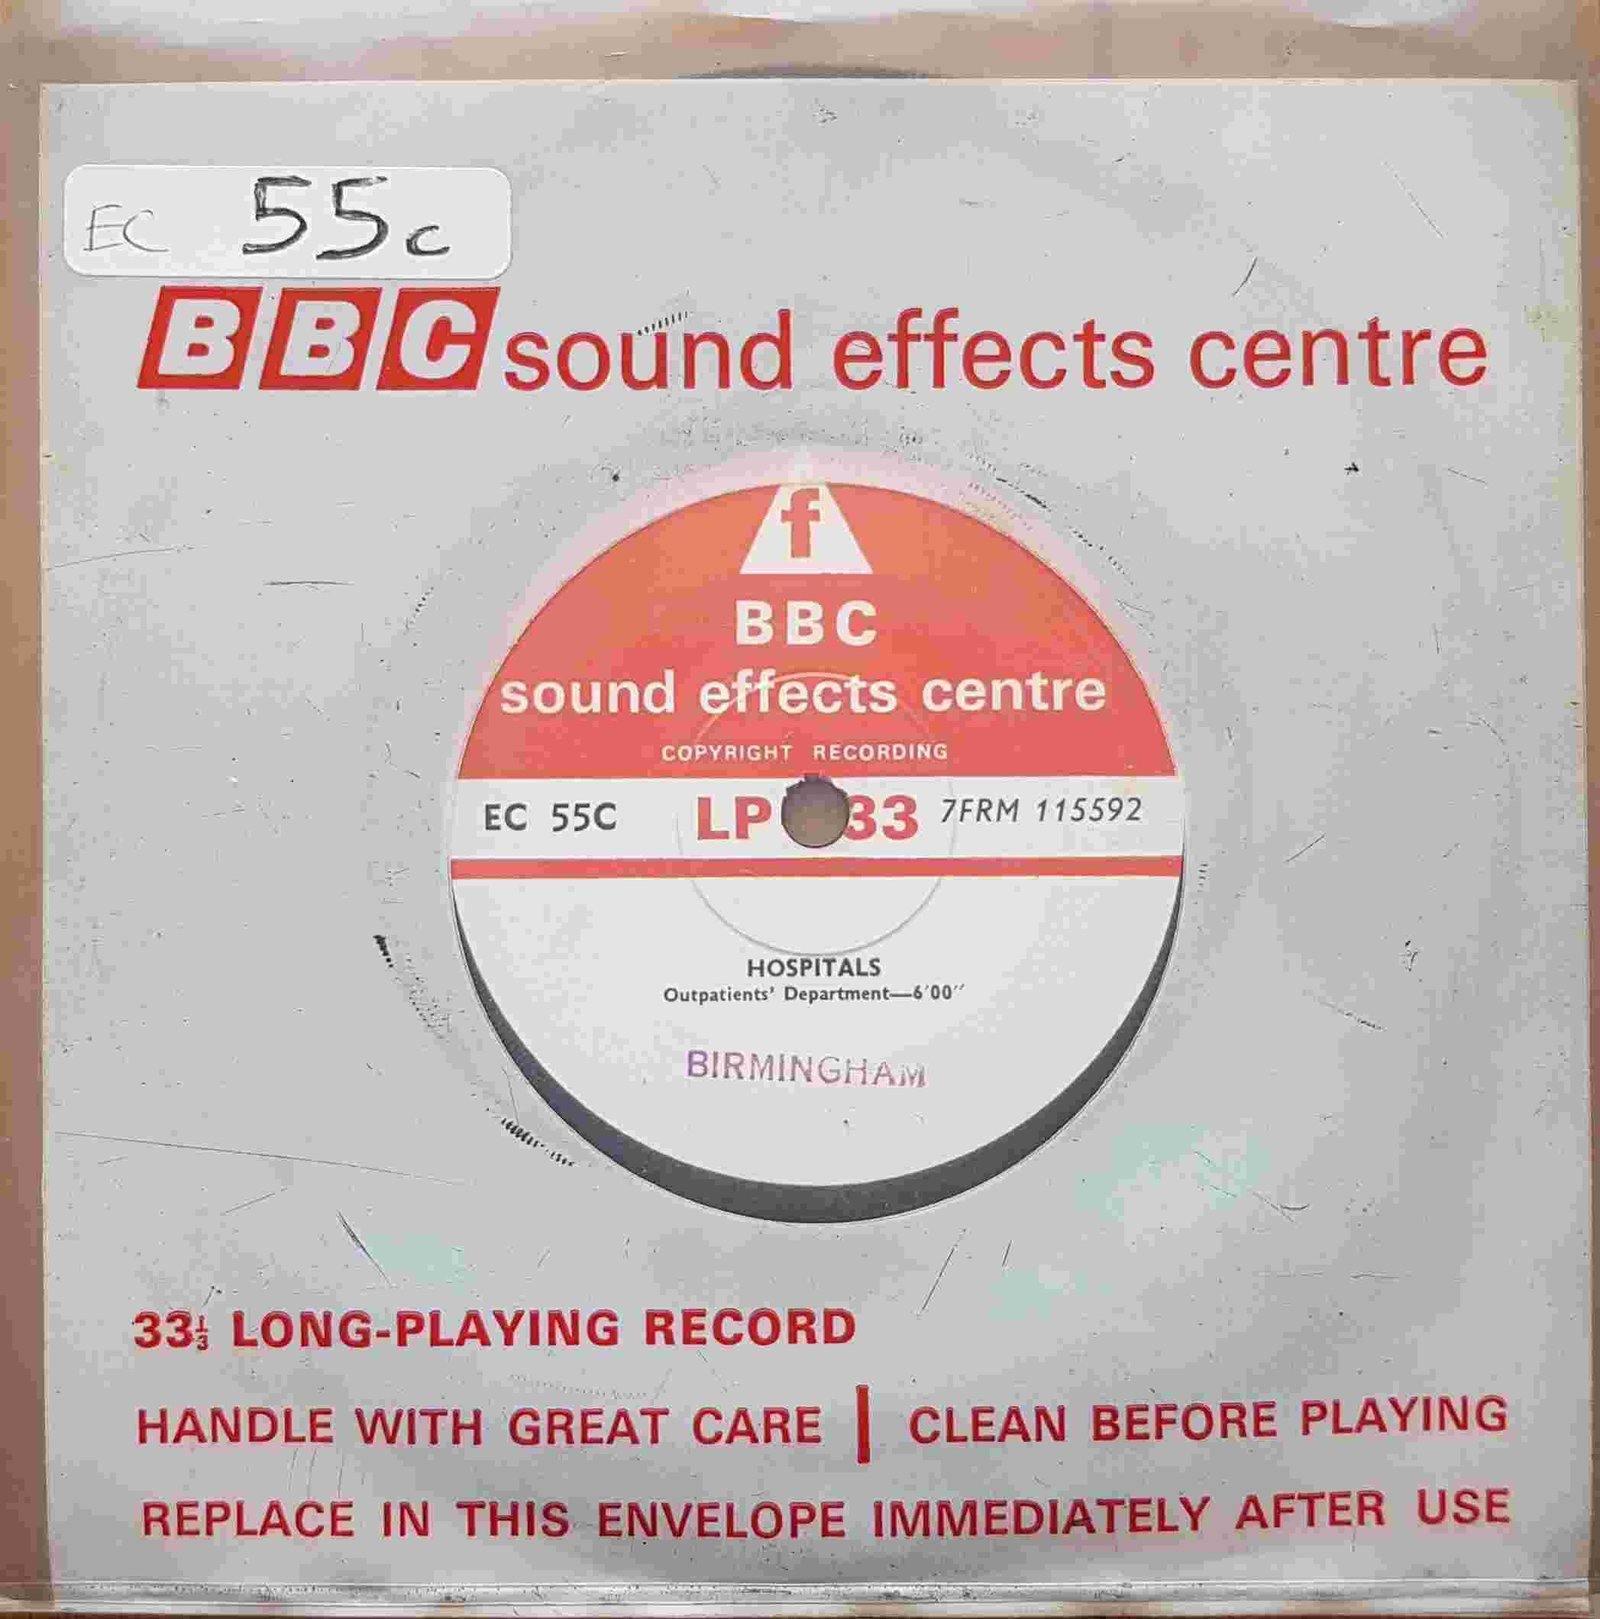 EC 55c
BBC sound effects centre
f
BBC
sound effects centre
COPYRIGHT RECORDING
EC 55C LP 33 7FRM 115592
HOSPITALS
Outpatients' Department—6'00"
BIRMINGHAM
33⅓ LONG-PLAYING RECORD
HANDLE WITH GREAT CARE | CLEAN BEFORE PLAYING
REPLACE IN THIS ENVELOPE IMMEDIATELY AFTER USE